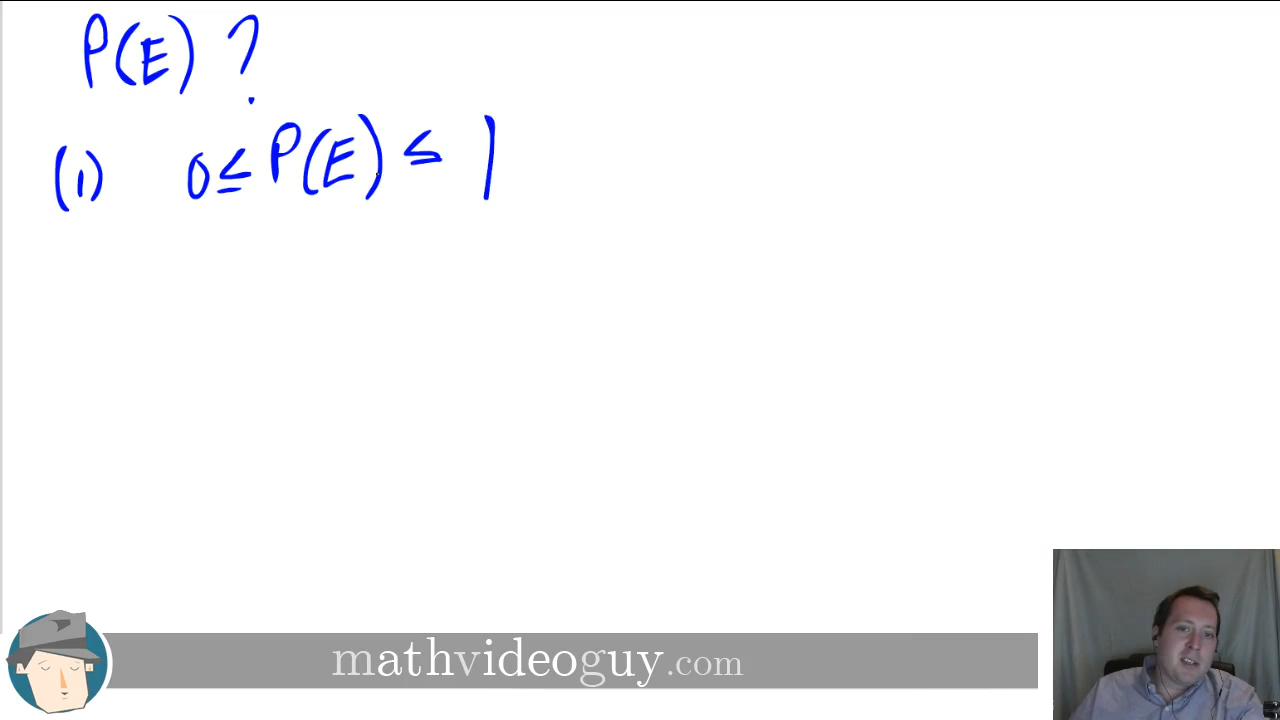 P(E) ?
(1) 0 ≤ P(E) ≤ 1
mathvideoguy.com